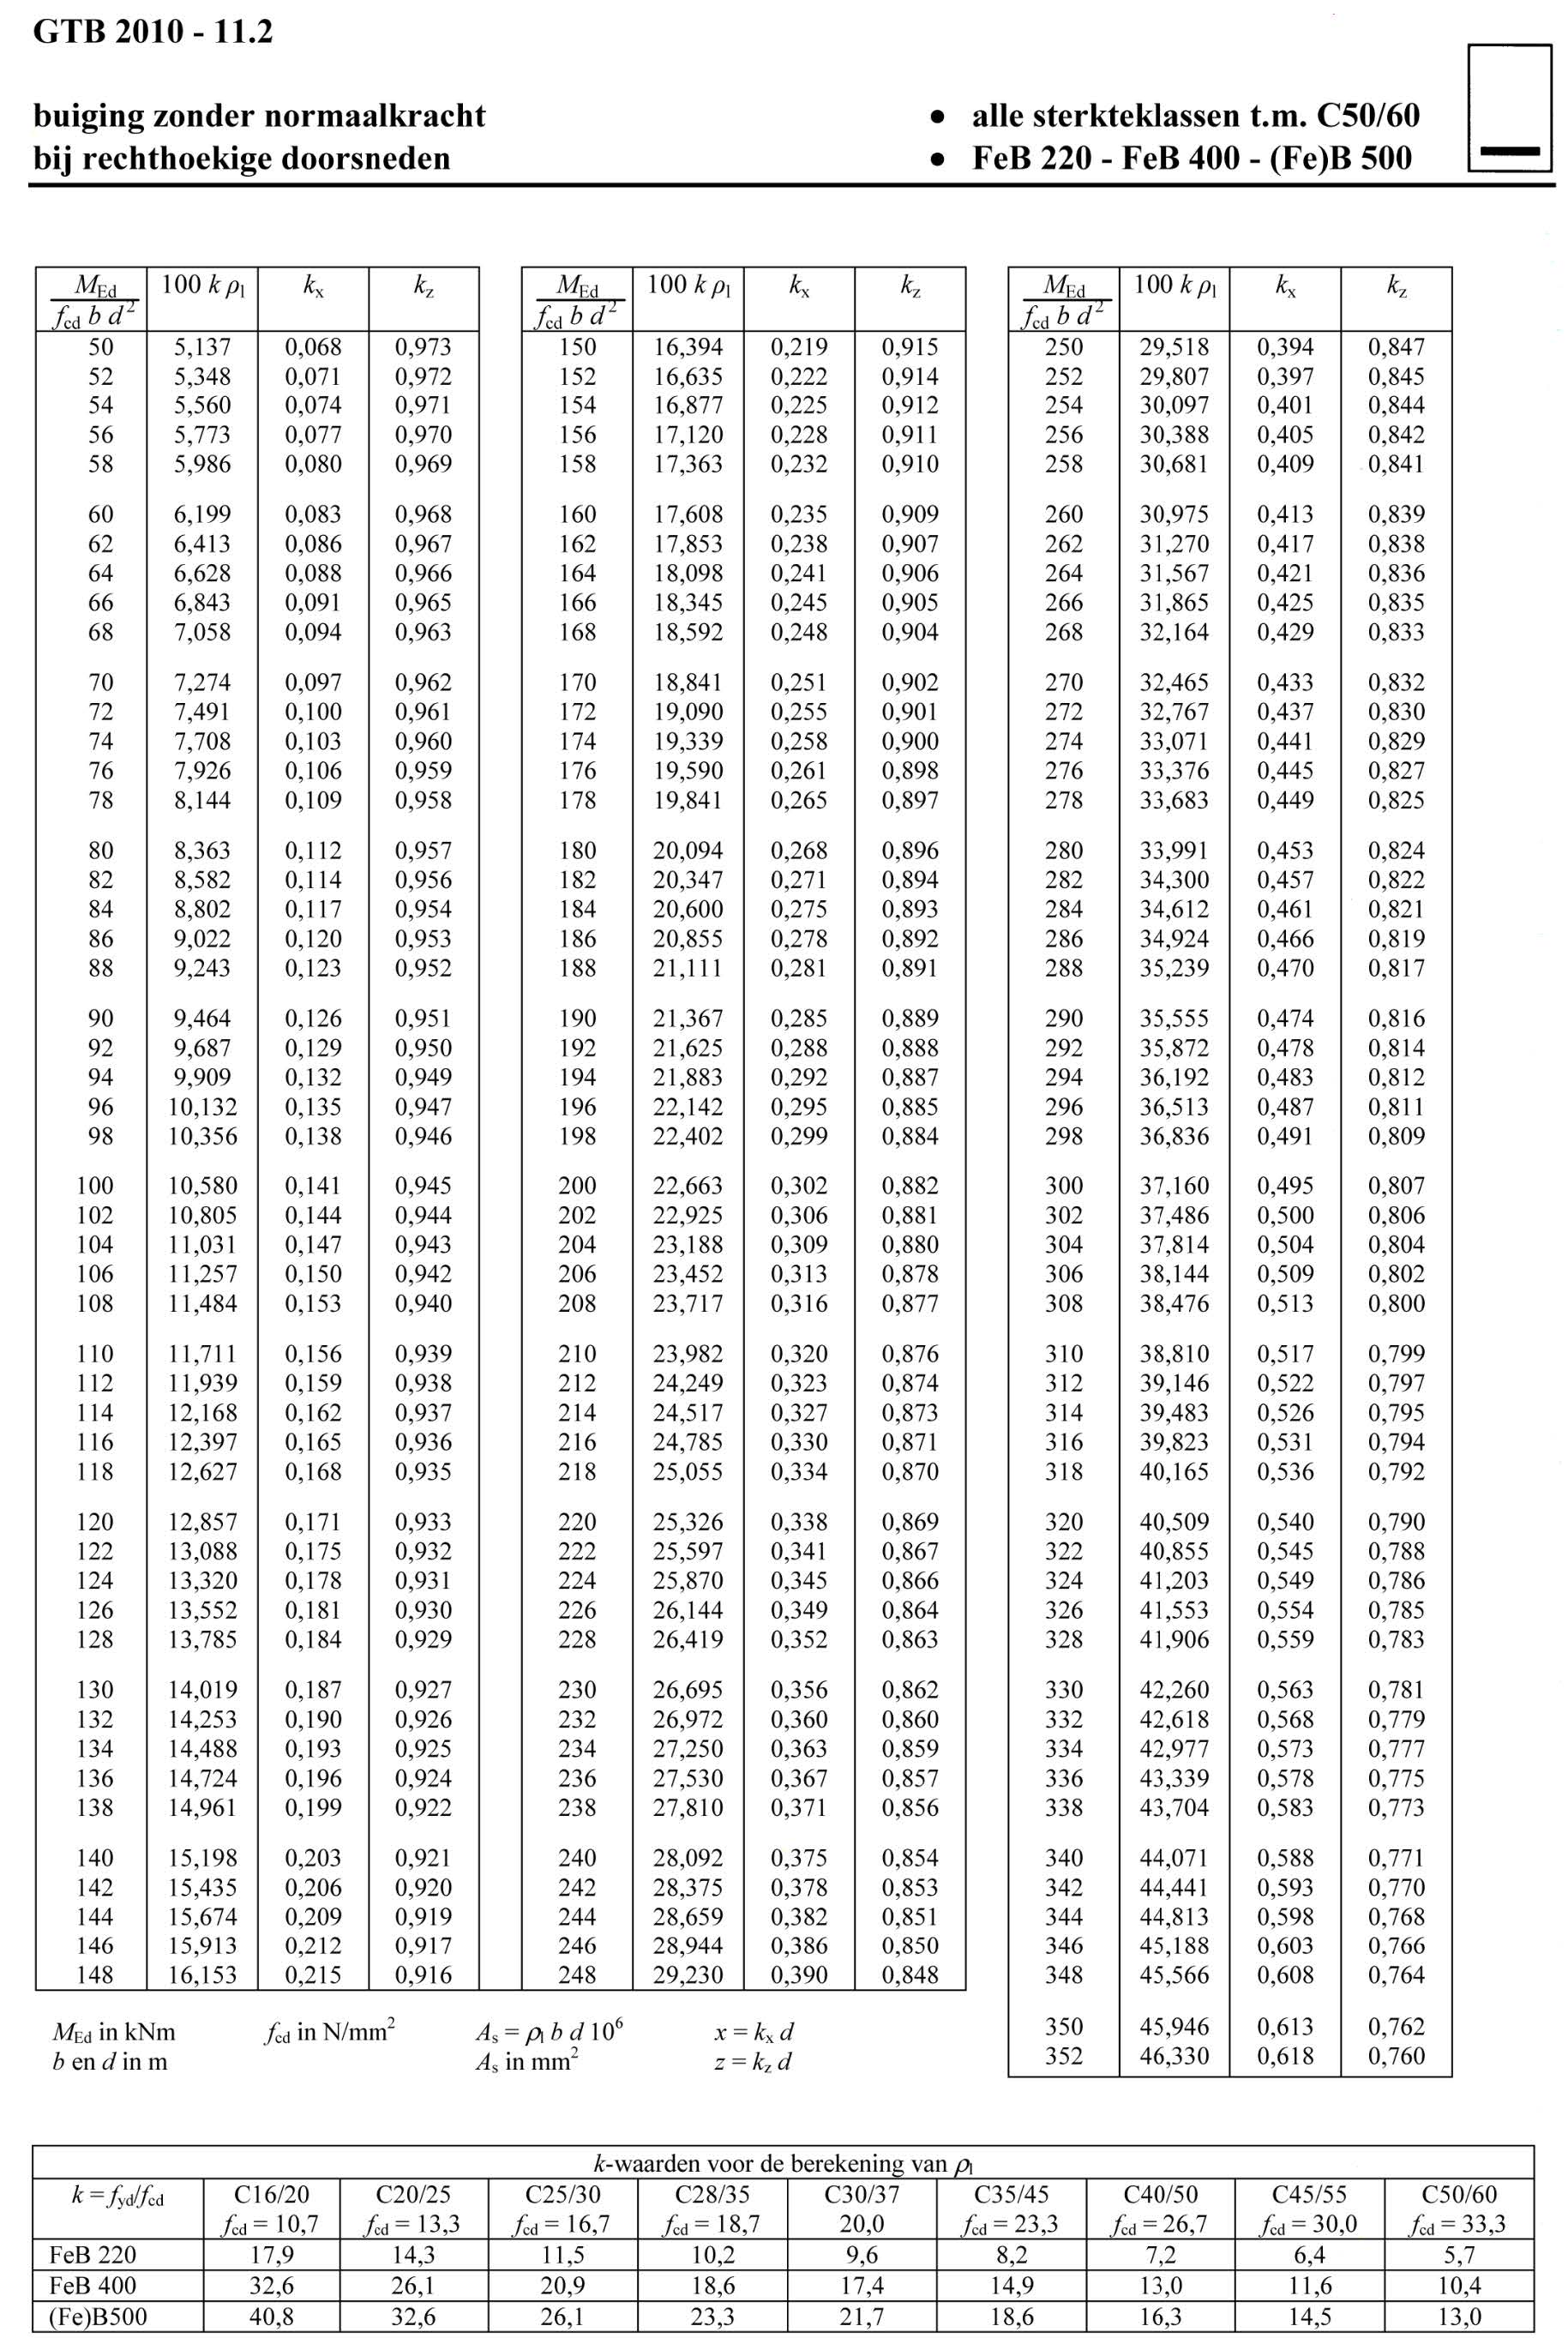 GTB 2010 - 11.2
buiging zonder normaalkracht
bij rechthoekige doorsneden
• alle sterkteklassen t.m. C50/60
• FeB 220 - FeB 400 - (Fe)B 500
M_Ed / f_cd b d² 100 k ρ_l k_x k_z
50 5,137 0,068 0,973
52 5,348 0,071 0,972
54 5,560 0,074 0,971
56 5,773 0,077 0,970
58 5,986 0,080 0,969
60 6,199 0,083 0,968
62 6,413 0,086 0,967
64 6,628 0,088 0,966
66 6,843 0,091 0,965
68 7,058 0,094 0,963
70 7,274 0,097 0,962
72 7,491 0,100 0,961
74 7,708 0,103 0,960
76 7,926 0,106 0,959
78 8,144 0,109 0,958
80 8,363 0,112 0,957
82 8,582 0,114 0,956
84 8,802 0,117 0,954
86 9,022 0,120 0,953
88 9,243 0,123 0,952
90 9,464 0,126 0,951
92 9,687 0,129 0,950
94 9,909 0,132 0,949
96 10,132 0,135 0,947
98 10,356 0,138 0,946
100 10,580 0,141 0,945
102 10,805 0,144 0,944
104 11,031 0,147 0,943
106 11,257 0,150 0,942
108 11,484 0,153 0,940
110 11,711 0,156 0,939
112 11,939 0,159 0,938
114 12,168 0,162 0,937
116 12,397 0,165 0,936
118 12,627 0,168 0,935
120 12,857 0,171 0,933
122 13,088 0,175 0,932
124 13,320 0,178 0,931
126 13,552 0,181 0,930
128 13,785 0,184 0,929
130 14,019 0,187 0,927
132 14,253 0,190 0,926
134 14,488 0,193 0,925
136 14,724 0,196 0,924
138 14,961 0,199 0,922
140 15,198 0,203 0,921
142 15,435 0,206 0,920
144 15,674 0,209 0,919
146 15,913 0,212 0,917
148 16,153 0,215 0,916
M_Ed / f_cd b d² 100 k ρ_l k_x k_z
150 16,394 0,219 0,915
152 16,635 0,222 0,914
154 16,877 0,225 0,912
156 17,120 0,228 0,911
158 17,363 0,232 0,910
160 17,608 0,235 0,909
162 17,853 0,238 0,907
164 18,098 0,241 0,906
166 18,345 0,245 0,905
168 18,592 0,248 0,904
170 18,841 0,251 0,902
172 19,090 0,255 0,901
174 19,339 0,258 0,900
176 19,590 0,261 0,898
178 19,841 0,265 0,897
180 20,094 0,268 0,896
182 20,347 0,271 0,894
184 20,600 0,275 0,893
186 20,855 0,278 0,892
188 21,111 0,281 0,891
190 21,367 0,285 0,889
192 21,625 0,288 0,888
194 21,883 0,292 0,887
196 22,142 0,295 0,885
198 22,402 0,299 0,884
200 22,663 0,302 0,882
202 22,925 0,306 0,881
204 23,188 0,309 0,880
206 23,452 0,313 0,878
208 23,717 0,316 0,877
210 23,982 0,320 0,876
212 24,249 0,323 0,874
214 24,517 0,327 0,873
216 24,785 0,330 0,871
218 25,055 0,334 0,870
220 25,326 0,338 0,869
222 25,597 0,341 0,867
224 25,870 0,345 0,866
226 26,144 0,349 0,864
228 26,419 0,352 0,863
230 26,695 0,356 0,862
232 26,972 0,360 0,860
234 27,250 0,363 0,859
236 27,530 0,367 0,857
238 27,810 0,371 0,856
240 28,092 0,375 0,854
242 28,375 0,378 0,853
244 28,659 0,382 0,851
246 28,944 0,386 0,850
248 29,230 0,390 0,848
M_Ed / f_cd b d² 100 k ρ_l k_x k_z
250 29,518 0,394 0,847
252 29,807 0,397 0,845
254 30,097 0,401 0,844
256 30,388 0,405 0,842
258 30,681 0,409 0,841
260 30,975 0,413 0,839
262 31,270 0,417 0,838
264 31,567 0,421 0,836
266 31,865 0,425 0,835
268 32,164 0,429 0,833
270 32,465 0,433 0,832
272 32,767 0,437 0,830
274 33,071 0,441 0,829
276 33,376 0,445 0,827
278 33,683 0,449 0,825
280 33,991 0,453 0,824
282 34,300 0,457 0,822
284 34,612 0,461 0,821
286 34,924 0,466 0,819
288 35,239 0,470 0,817
290 35,555 0,474 0,816
292 35,872 0,478 0,814
294 36,192 0,483 0,812
296 36,513 0,487 0,811
298 36,836 0,491 0,809
300 37,160 0,495 0,807
302 37,486 0,500 0,806
304 37,814 0,504 0,804
306 38,144 0,509 0,802
308 38,476 0,513 0,800
310 38,810 0,517 0,799
312 39,146 0,522 0,797
314 39,483 0,526 0,795
316 39,823 0,531 0,794
318 40,165 0,536 0,792
320 40,509 0,540 0,790
322 40,855 0,545 0,788
324 41,203 0,549 0,786
326 41,553 0,554 0,785
328 41,906 0,559 0,783
330 42,260 0,563 0,781
332 42,618 0,568 0,779
334 42,977 0,573 0,777
336 43,339 0,578 0,775
338 43,704 0,583 0,773
340 44,071 0,588 0,771
342 44,441 0,593 0,770
344 44,813 0,598 0,768
346 45,188 0,603 0,766
348 45,566 0,608 0,764
350 45,946 0,613 0,762
352 46,330 0,618 0,760
M_Ed in kNm f_cd in N/mm² A_s = ρ_l b d 10⁶ x = k_x d
b en d in m A_s in mm² z = k_z d
k-waarden voor de berekening van ρ_l
k = f_yd/f_cd C16/20 C20/25 C25/30 C28/35 C30/37 C35/45 C40/50 C45/55 C50/60
f_cd = 10,7 f_cd = 13,3 f_cd = 16,7 f_cd = 18,7 20,0 f_cd = 23,3 f_cd = 26,7 f_cd = 30,0 f_cd = 33,3
FeB 220 17,9 14,3 11,5 10,2 9,6 8,2 7,2 6,4 5,7
FeB 400 32,6 26,1 20,9 18,6 17,4 14,9 13,0 11,6 10,4
(Fe)B500 40,8 32,6 26,1 23,3 21,7 18,6 16,3 14,5 13,0